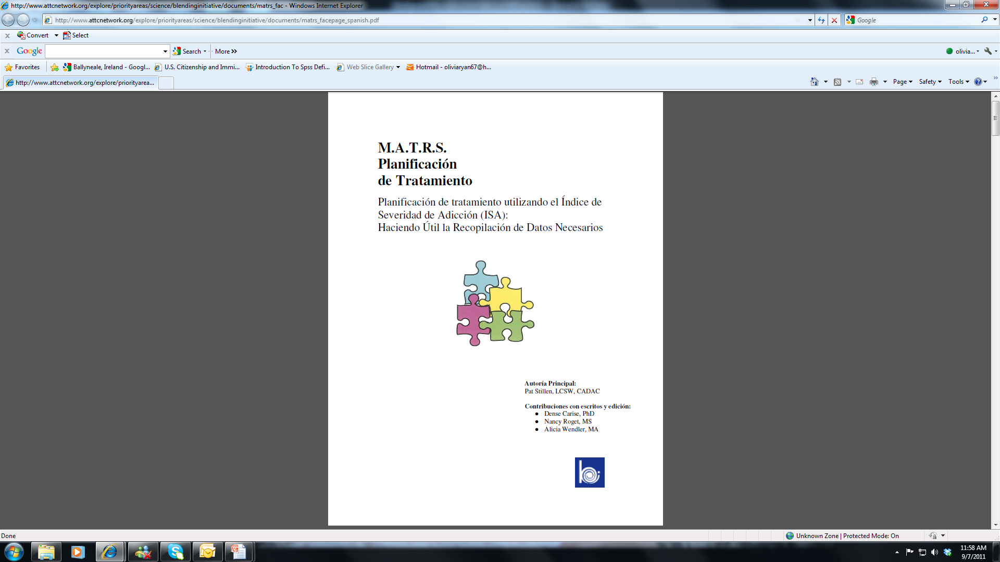 http://www.attcnetwork.org/explore/priorityareas/science/blendinginitiative/documents/matrs_fac - Windows Internet Explorer
http://www.attcnetwork.org/explore/priorityareas/science/blendinginitiative/documents/matrs_facepage_spanish.pdf
Google
x Convert Select
x Google Search More »
olivia...
Favorites Ballyneale, Ireland - Googl... U.S. Citizenship and Immi... Introduction To Spss Defi... Web Slice Gallery Hotmail - oliviaryan67@h...
http://www.attcnetwork.org/explore/priorityarea...
Page Safety Tools »
M.A.T.R.S.
Planificación
de Tratamiento
Planificación de tratamiento utilizando el Índice de
Severidad de Adicción (ISA):
Haciendo Útil la Recopilación de Datos Necesarios
Autoría Principal:
Pat Stillen, LCSW, CADAC
Contribuciones con escritos y edición:
● Dense Carise, PhD
● Nancy Roget, MS
● Alicia Wendler, MA
Done
Unknown Zone | Protected Mode: On
11:58 AM
9/7/2011